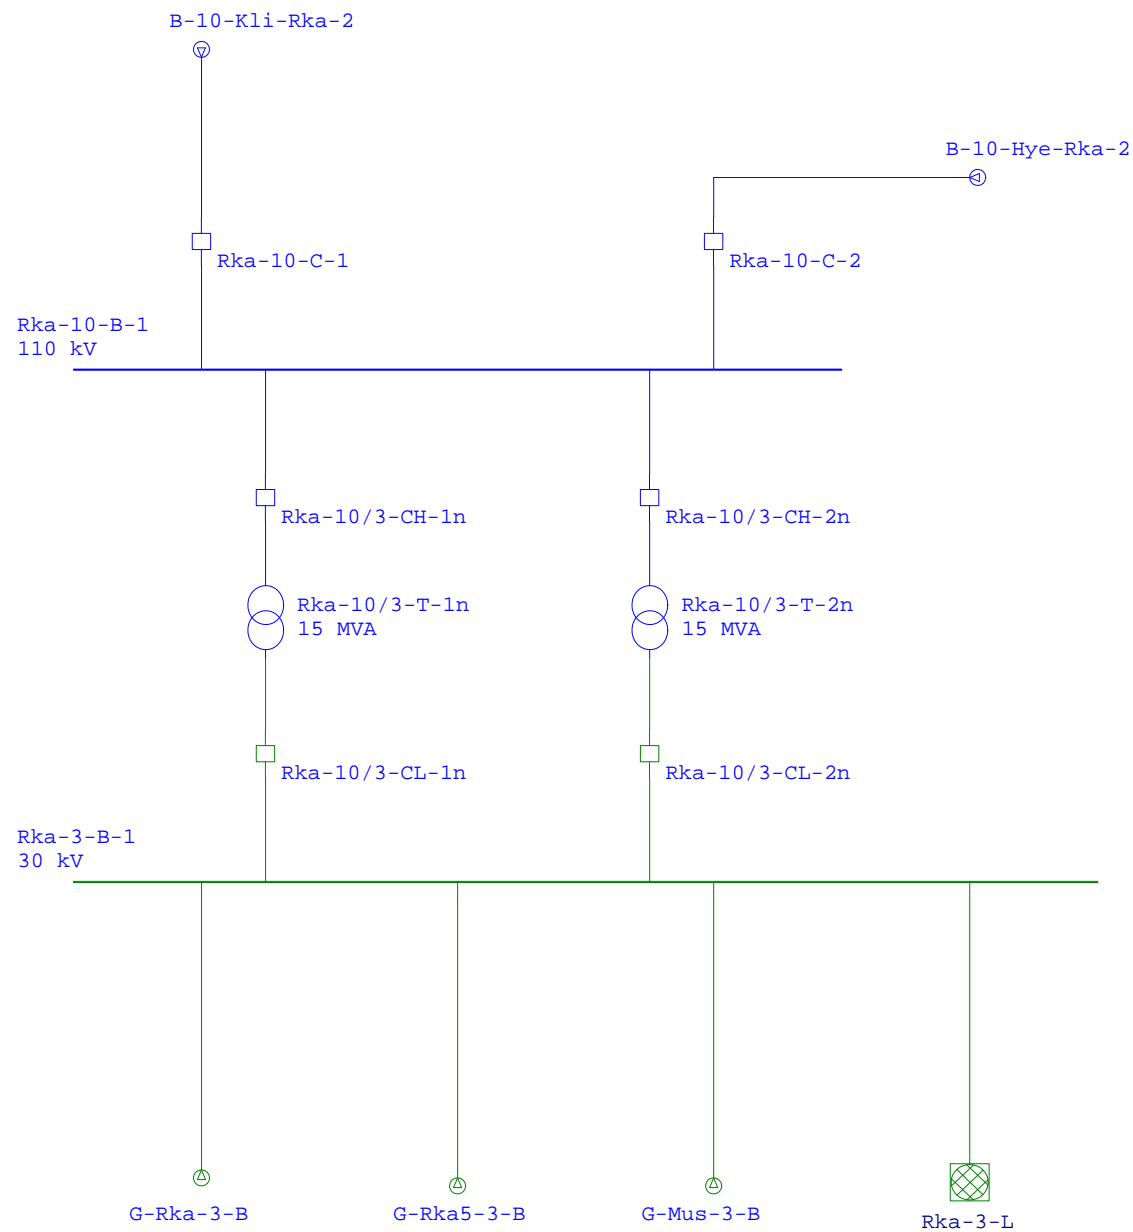 B-10-Kli-Rka-2
B-10-Hye-Rka-2
Rka-10-C-1
Rka-10-C-2
Rka-10-B-1
110 kV
Rka-10/3-CH-1n
Rka-10/3-CH-2n
Rka-10/3-T-1n
15 MVA
Rka-10/3-T-2n
15 MVA
Rka-10/3-CL-1n
Rka-10/3-CL-2n
Rka-3-B-1
30 kV
G-Rka-3-B
G-Rka5-3-B
G-Mus-3-B
Rka-3-L